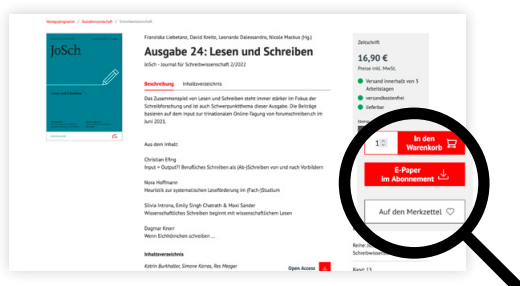 Verlagsprogramm / Sozialwissenschaft / Schreibwissenschaft
JoSch
Lesen und Schreiben
Franziska Liebetanz, David Kreitz, Leonardo Dalessandro, Nicole Mackus (Hg.)
Ausgabe 24: Lesen und Schreiben
JoSch - Journal für Schreibwissenschaft 2/2022
Beschreibung Inhaltsverzeichnis
Das Zusammenspiel von Lesen und Schreiben steht immer stärker im Fokus der
Schreibforschung und ist auch Schwerpunktthema dieser Ausgabe. Die Beiträge
basieren auf dem Input zur trinationalen Online-Tagung von forumschreiben.ch im
Juni 2021.
Aus dem Inhalt:
Christian Efing
Input = Output?! Berufliches Schreiben als (Ab-)Schreiben von und nach Vorbildern
Nora Hoffmann
Heuristik zur systematischen Leseförderung im (Fach-)Studium
Silvia Introna, Emily Singh Chatrath & Maxi Sander
Wissenschaftliches Schreiben beginnt mit wissenschaftlichem Lesen
Dagmar Knorr
Wenn Eichhörnchen schreiben ...
Inhaltsverzeichnis
Katrin Burkhalter, Simone Karras, Res Mezger
Open Access
Zeitschrift
16,90 €
Preise inkl. MwSt.
Versand innerhalb von 3
Arbeitstagen
versandkostenfrei
lieferbar
1
In den
Warenkorb
E-Paper
im Abonnement
Auf den Merkzettel
Reihe:
Schreibwissen
Band: 13